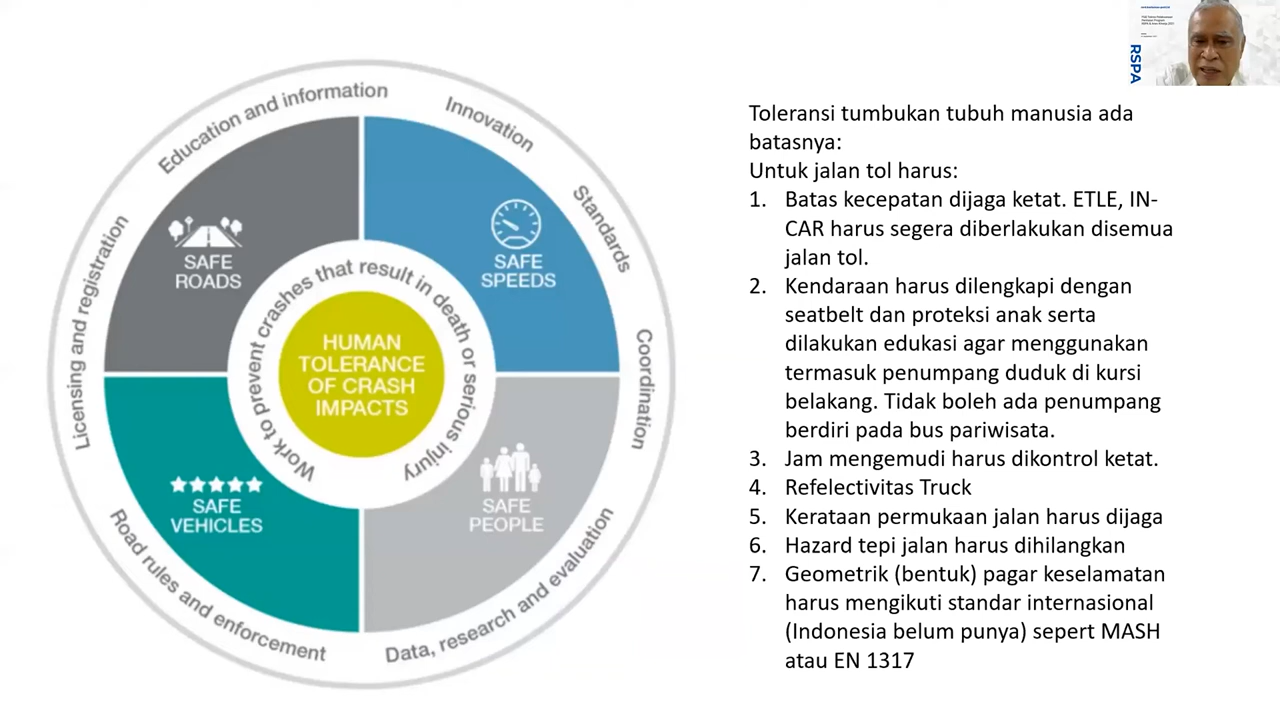 Education and information
Innovation
Standards
Coordination
Data, research and evaluation
Road rules and enforcement
Licensing and registration
SAFE
ROADS
SAFE
SPEEDS
SAFE
VEHICLES
SAFE
PEOPLE
Work to prevent crashes that result in death or serious injury
HUMAN
TOLERANCE
OF CRASH
IMPACTS
RSPA
Toleransi tumbukan tubuh manusia ada
batasnya:
Untuk jalan tol harus:
1. Batas kecepatan dijaga ketat. ETLE, IN-
CAR harus segera diberlakukan disemua
jalan tol.
2. Kendaraan harus dilengkapi dengan
seatbelt dan proteksi anak serta
dilakukan edukasi agar menggunakan
termasuk penumpang duduk di kursi
belakang. Tidak boleh ada penumpang
berdiri pada bus pariwisata.
3. Jam mengemudi harus dikontrol ketat.
4. Refelectivitas Truck
5. Kerataan permukaan jalan harus dijaga
6. Hazard tepi jalan harus dihilangkan
7. Geometrik (bentuk) pagar keselamatan
harus mengikuti standar internasional
(Indonesia belum punya) sepert MASH
atau EN 1317